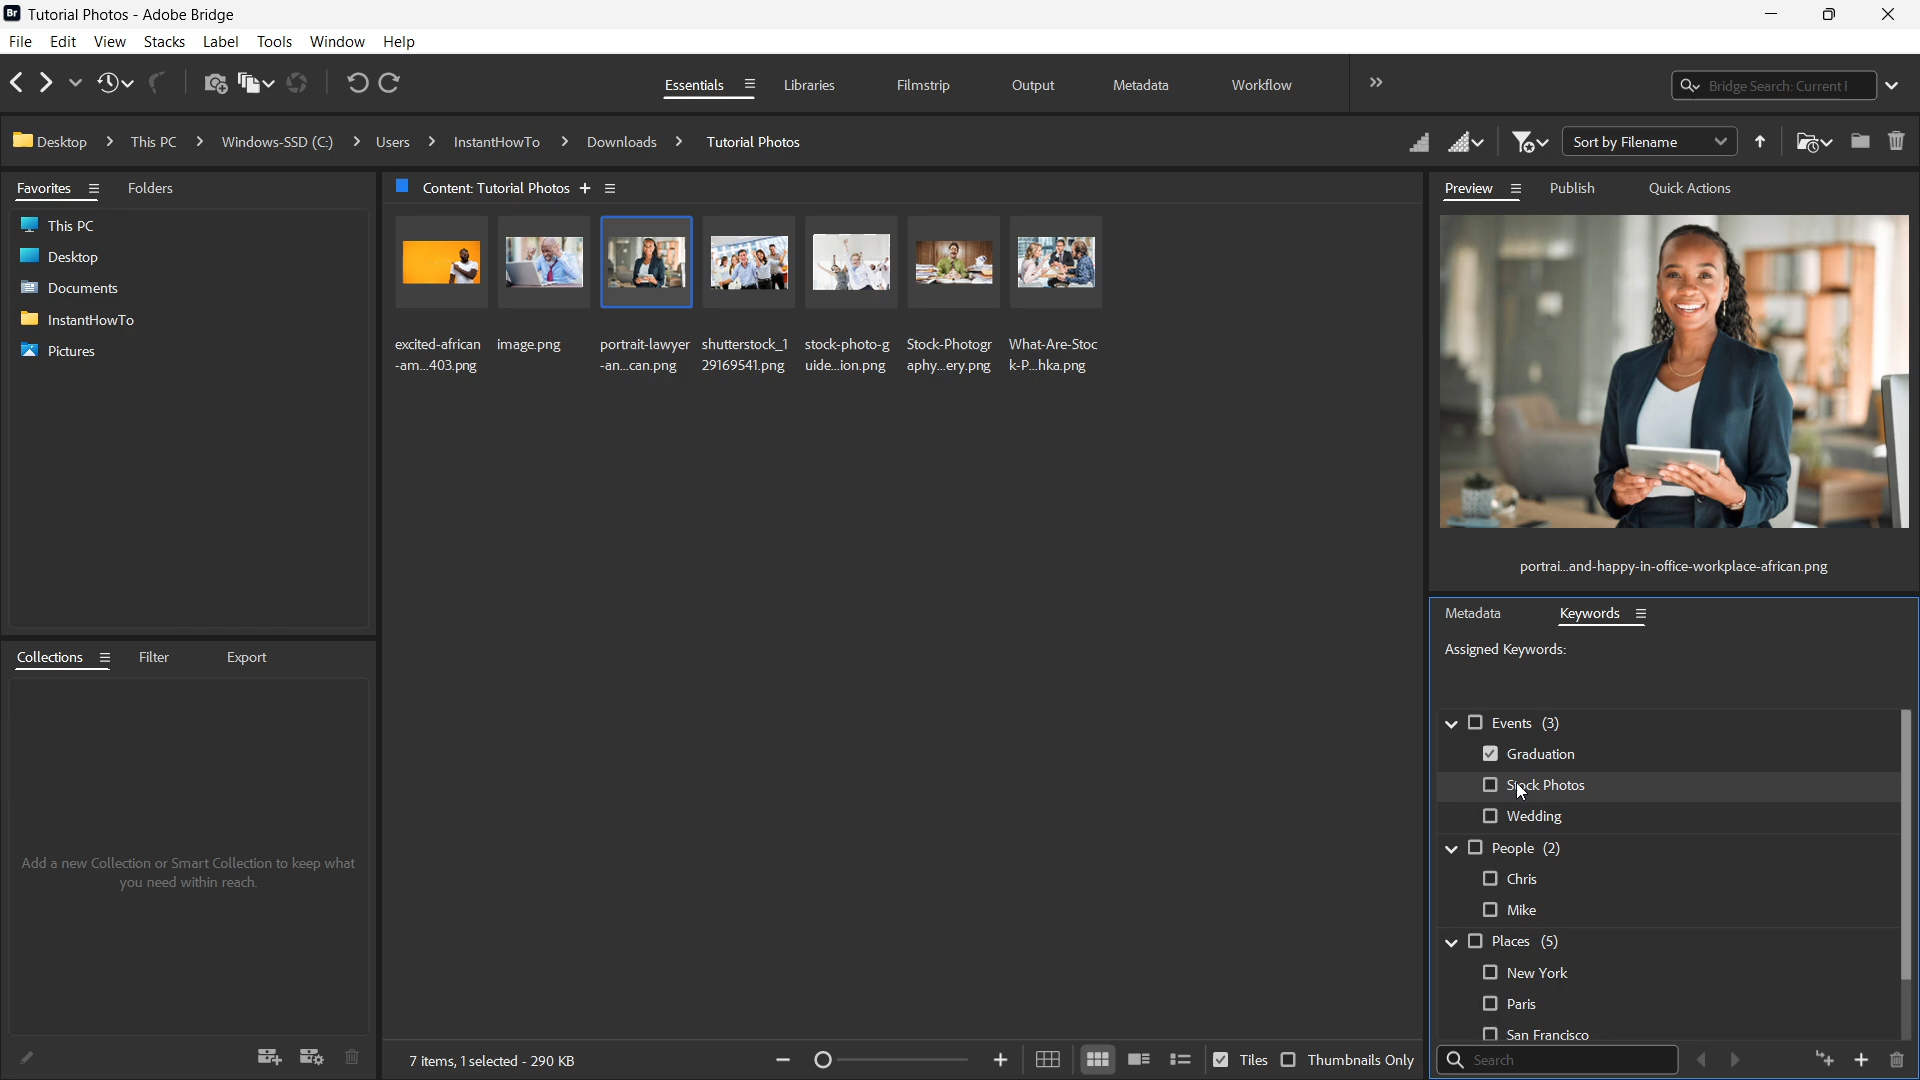 Br Tutorial Photos - Adobe Bridge
File Edit View Stacks Label Tools Window Help
Essentials Libraries Filmstrip Output Metadata Workflow
Bridge Search: Current I
Desktop This PC Windows-SSD (C:) Users InstantHowTo Downloads Tutorial Photos
Sort by Filename
Favorites Folders
This PC
Desktop
Documents
InstantHowTo
Pictures
Content: Tutorial Photos
excited-african
-am...403.png
image.png
portrait-lawyer
-an...can.png
shutterstock_1
29169541.png
stock-photo-g
uide...ion.png
Stock-Photogr
aphy...ery.png
What-Are-Stoc
k-P...hka.png
Preview Publish Quick Actions
portrai...and-happy-in-office-workplace-african.png
Metadata Keywords
Assigned Keywords:
Events (3)
Graduation
Stock Photos
Wedding
People (2)
Chris
Mike
Places (5)
New York
Paris
San Francisco
Search
Collections Filter Export
Add a new Collection or Smart Collection to keep what
you need within reach.
7 items, 1 selected - 290 KB
Tiles Thumbnails Only